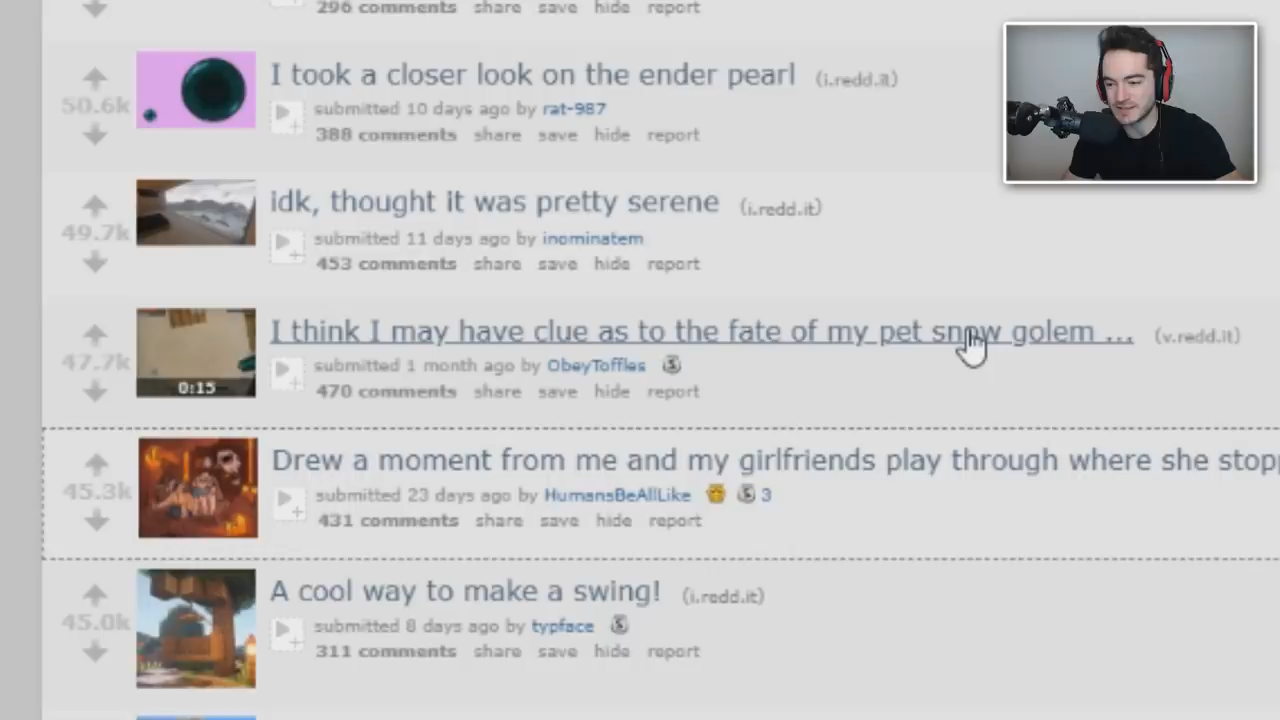 296 comments share save hide report
I took a closer look on the ender pearl (i.redd.it)
50.6k
submitted 10 days ago by rat-987
388 comments share save hide report
idk, thought it was pretty serene (i.redd.it)
49.7k
submitted 11 days ago by inominatem
453 comments share save hide report
I think I may have clue as to the fate of my pet snow golem ... (v.redd.it)
47.7k
submitted 1 month ago by ObeyToffles
0:15
470 comments share save hide report
Drew a moment from me and my girlfriends play through where she stopp
45.3k
submitted 23 days ago by HumansBeAllLike 3
431 comments share save hide report
A cool way to make a swing! (i.redd.it)
45.0k
submitted 8 days ago by typface
311 comments share save hide report